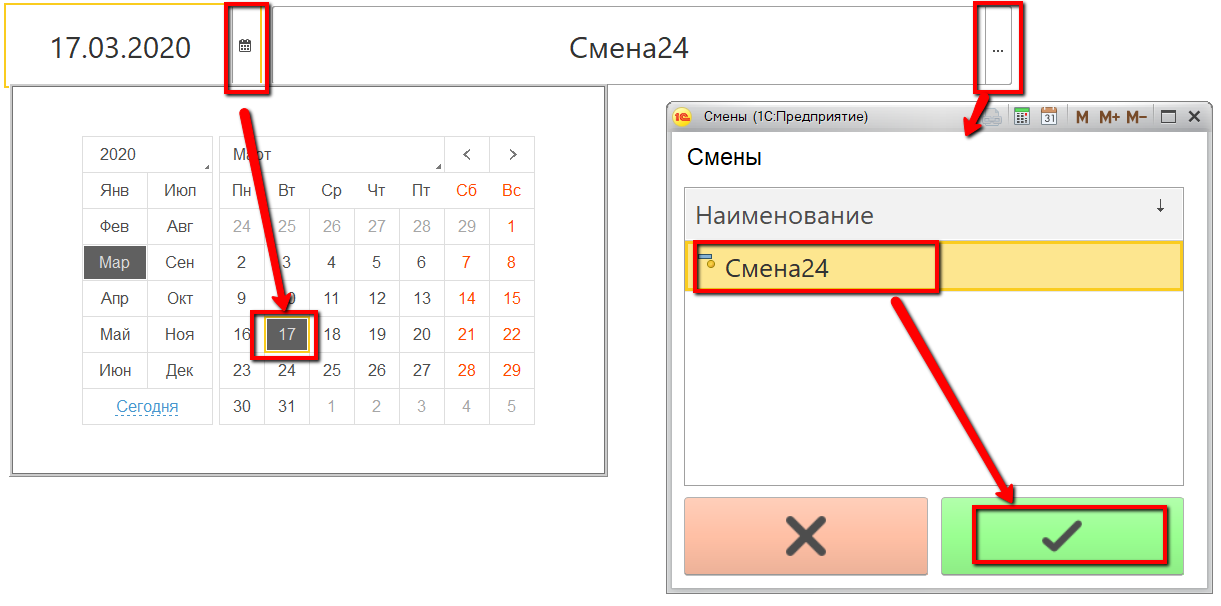 17.03.2020 Смена24 ...
2020 Март < >
Янв Июл Пн Вт Ср Чт Пт Сб Вс
Фев Авг 24 25 26 27 28 29 1
Мар Сен 2 3 4 5 6 7 8
Апр Окт 9 10 11 12 13 14 15
Май Ноя 16 17 18 19 20 21 22
Июн Дек 23 24 25 26 27 28 29
Сегодня 30 31 1 2 3 4 5
1С Смены (1С:Предприятие) 31 M M+ M-
Смены
Наименование ↓
Смена24